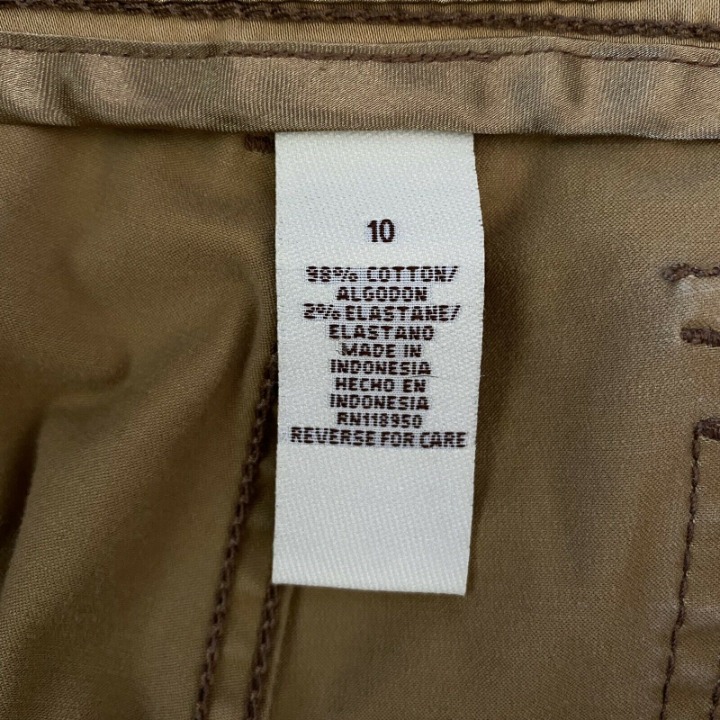 10
98% COTTON/
ALGODON
2% ELASTANE/
ELASTANO
MADE IN
INDONESIA
HECHO EN
INDONESIA
RN118950
REVERSE FOR CARE